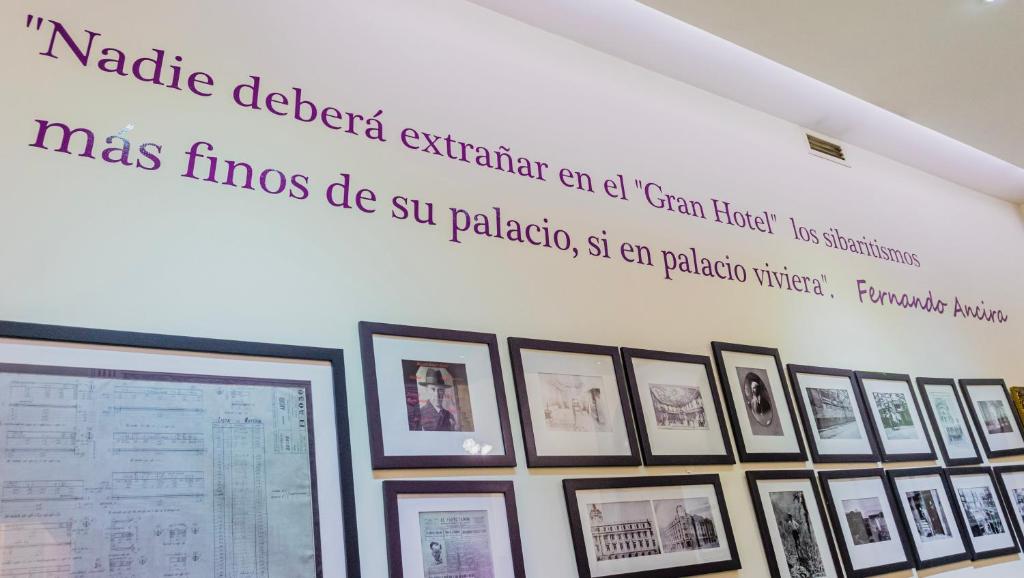 "Nadie deberá extrañar en el "Gran Hotel" los sibaritismos
más finos de su palacio, si en palacio viviera". Fernando Ancira